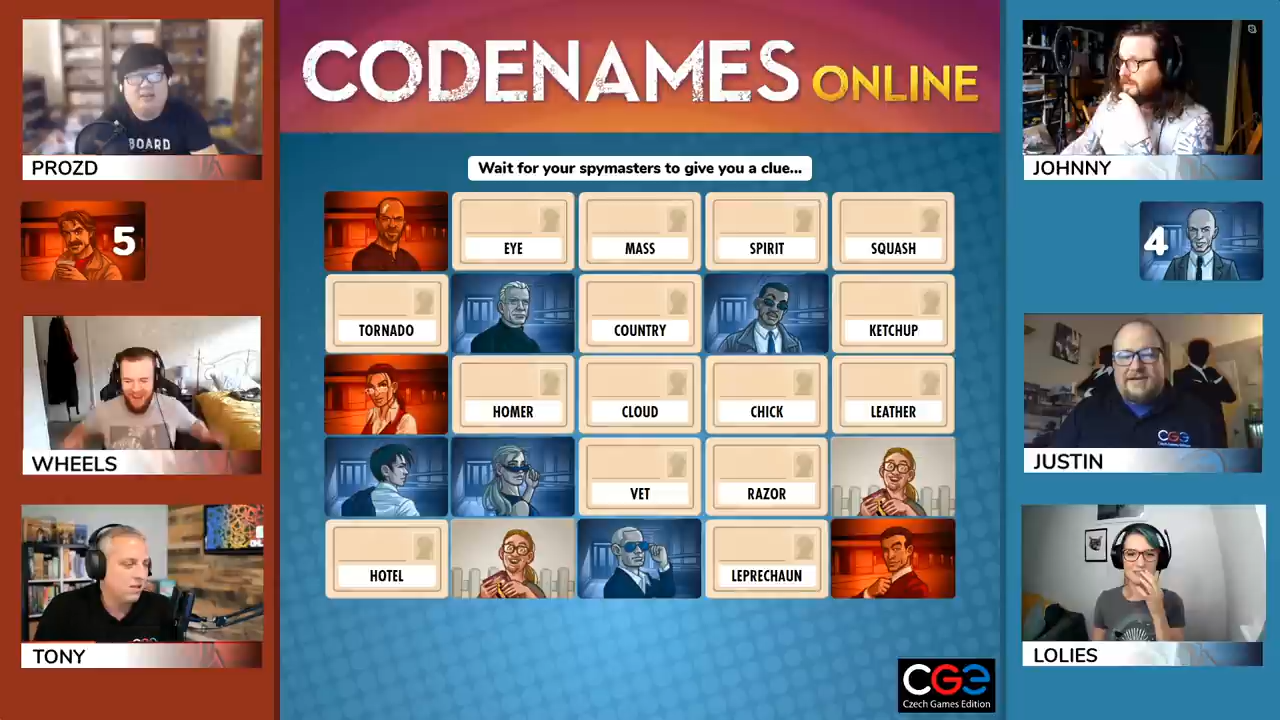 CODENAMES ONLINE
BOARD
PROZD
JOHNNY
Wait for your spymasters to give you a clue...
5
4
EYE
MASS
SPIRIT
SQUASH
TORNADO
COUNTRY
KETCHUP
HOMER
CLOUD
CHICK
LEATHER
CGE
WHEELS
JUSTIN
VET
RAZOR
HOTEL
LEPRECHAUN
TONY
CGE
LOLIES
CGE
Czech Games Edition